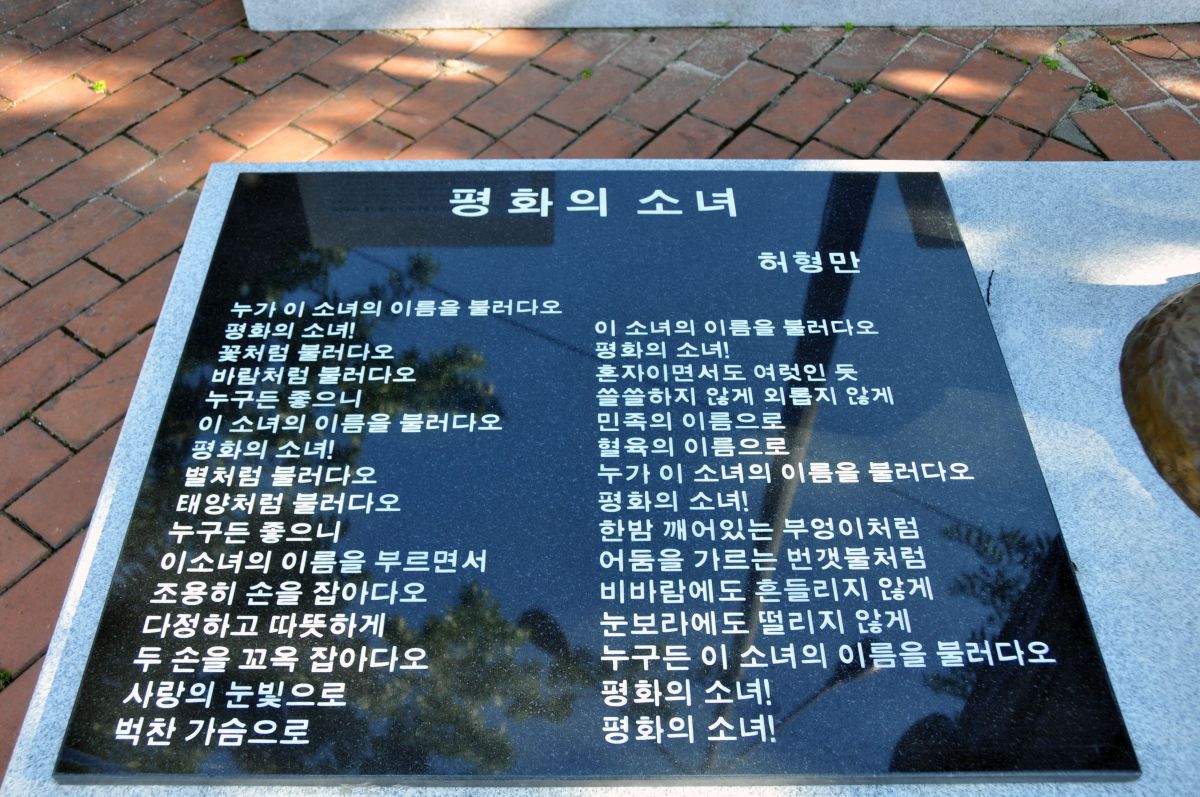 평화의 소녀
허형만
누가 이 소녀의 이름을 불러다오
평화의 소녀!
꽃처럼 불러다오
바람처럼 불러다오
누구든 좋으니
이 소녀의 이름을 불러다오
평화의 소녀!
별처럼 불러다오
태양처럼 불러다오
누구든 좋으니
이소녀의 이름을 부르면서
조용히 손을 잡아다오
다정하고 따뜻하게
두 손을 꼬옥 잡아다오
사랑의 눈빛으로
벅찬 가슴으로
이 소녀의 이름을 불러다오
평화의 소녀!
혼자이면서도 여럿인 듯
쓸쓸하지 않게 외롭지 않게
민족의 이름으로
혈육의 이름으로
누가 이 소녀의 이름을 불러다오
평화의 소녀!
한밤 깨어있는 부엉이처럼
어둠을 가르는 번갯불처럼
비바람에도 흔들리지 않게
눈보라에도 떨리지 않게
누구든 이 소녀의 이름을 불러다오
평화의 소녀!
평화의 소녀!